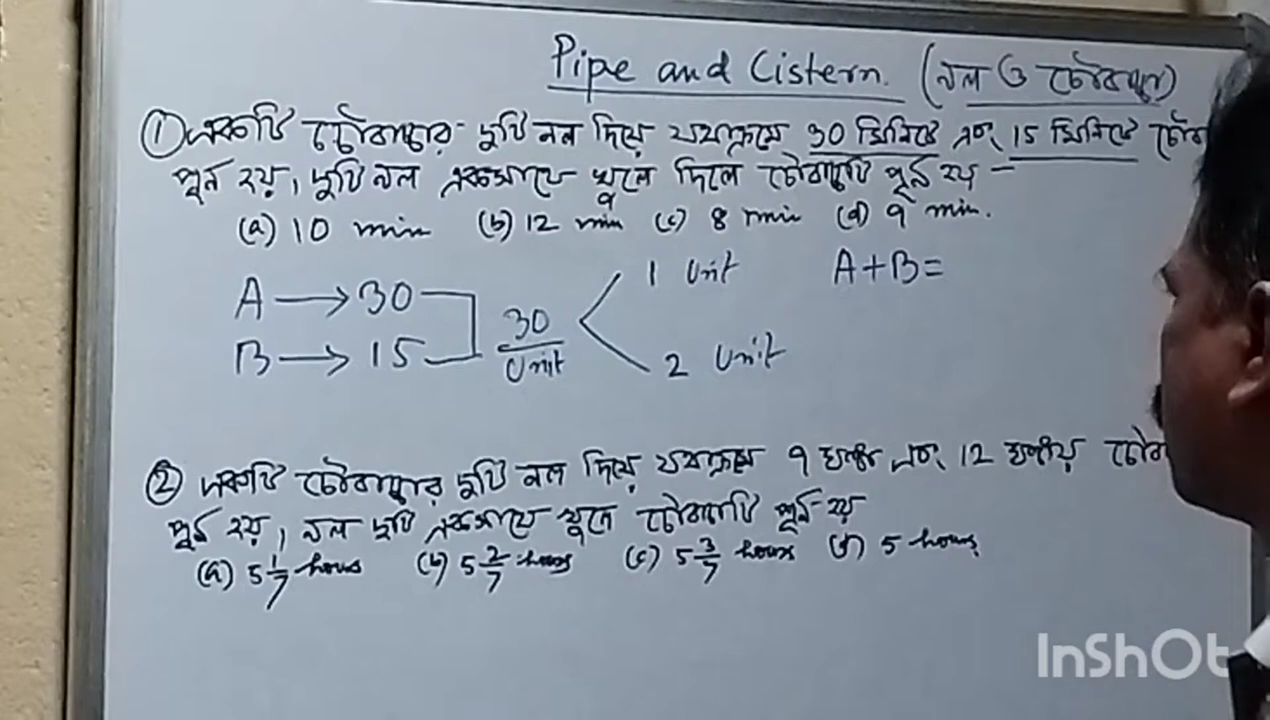 Pipe and Cistern. (নল ও চৌবাচ্চা)
① একটি চৌবাচ্চার দুটি নল দিয়ে যথাক্রমে 30 মিনিটে এবং 15 মিনিটে
পূর্ন হয়, দুটি নল একসাথে খুলে দিলে চৌবাচ্চাটি পূর্ন হয় -
(a) 10 min (b) 12 min (c) 8 min (d) 9 min.
A → 30
B → 15
30
Unit
1 Unit
2 Unit
A+B=
② একটি চৌবাচ্চার দুটি নল দিয়ে যথাক্রমে 9 ঘন্টায় এবং 12 ঘন্টায়
পূর্ন হয়, নল দুটি একসাথে খুলে চৌবাচ্চাটি পূর্ন হয়
(a) 5 1/7 hours (b) 5 2/7 hours (c) 5 3/7 hours (d) 5 hours
InShOt